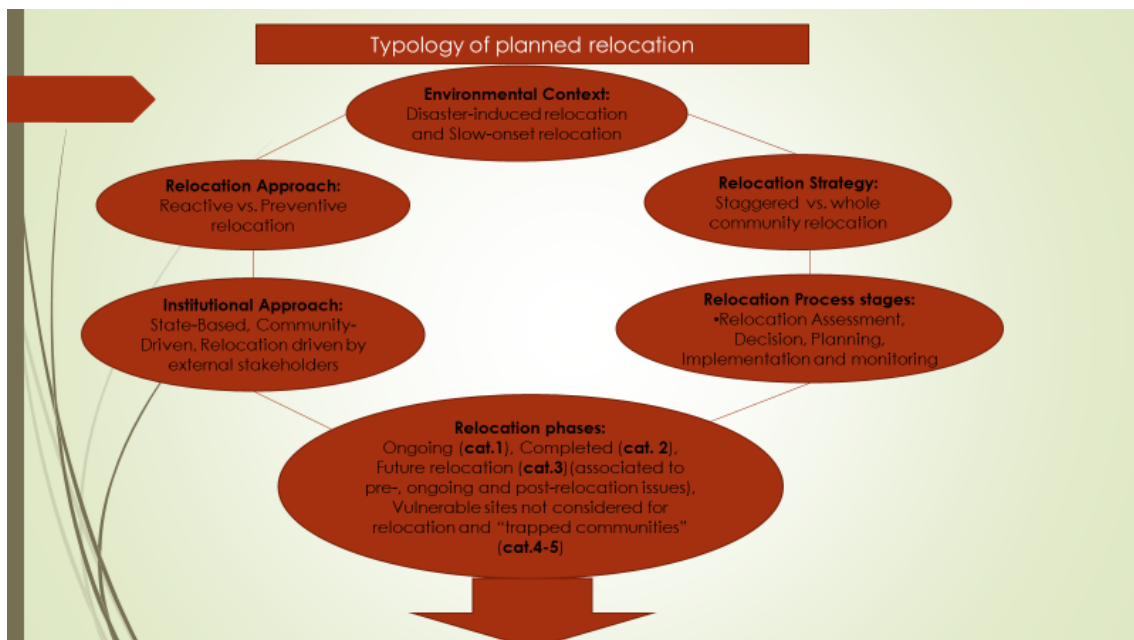 Typology of planned relocation
Environmental Context:
Disaster-induced relocation
and Slow-onset relocation
Relocation Approach:
Reactive vs. Preventive
relocation
Relocation Strategy:
Staggered vs. whole
community relocation
Institutional Approach:
State-Based, Community-
Driven, Relocation driven by
external stakeholders
Relocation Process stages:
•Relocation Assessment,
Decision, Planning,
Implementation and monitoring
Relocation phases:
Ongoing (cat.1), Completed (cat. 2),
Future relocation (cat.3)(associated to
pre-, ongoing and post-relocation issues),
Vulnerable sites not considered for
relocation and “trapped communities”
(cat.4-5)